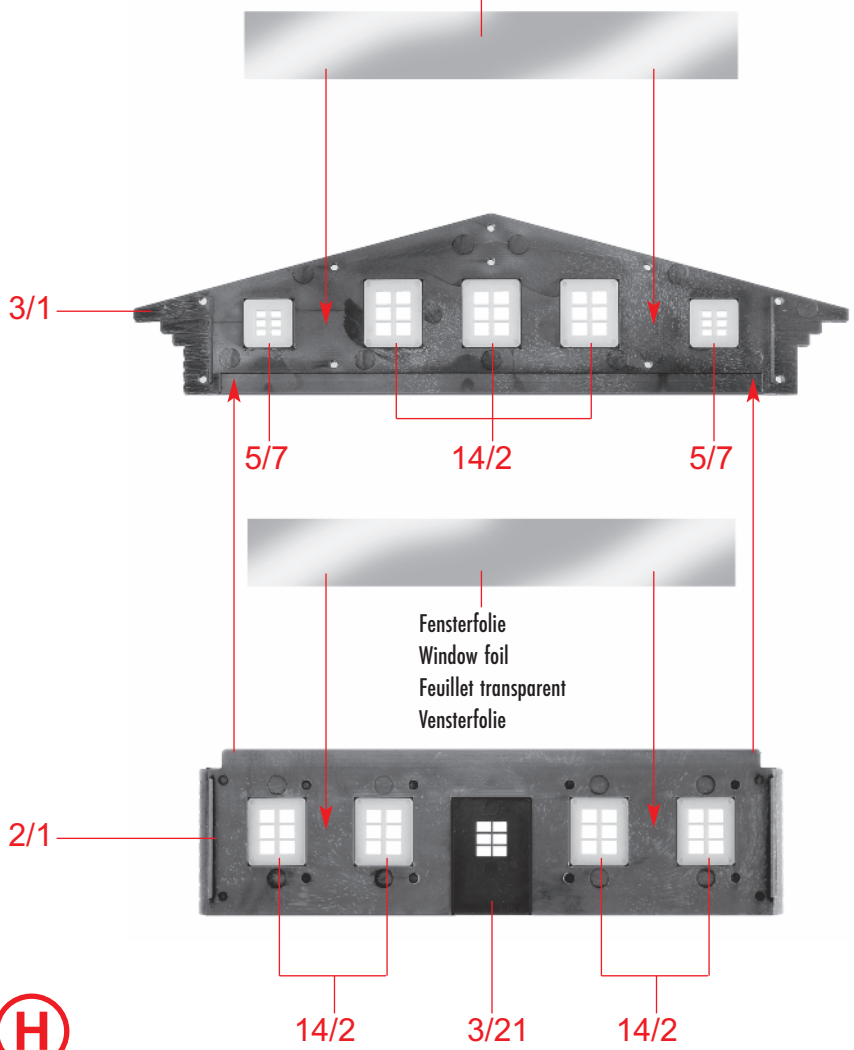 3/1
5/7
14/2
5/7
Fensterfolie
Window foil
Feuillet transparent
Vensterfolie
2/1
14/2
3/21
14/2
H